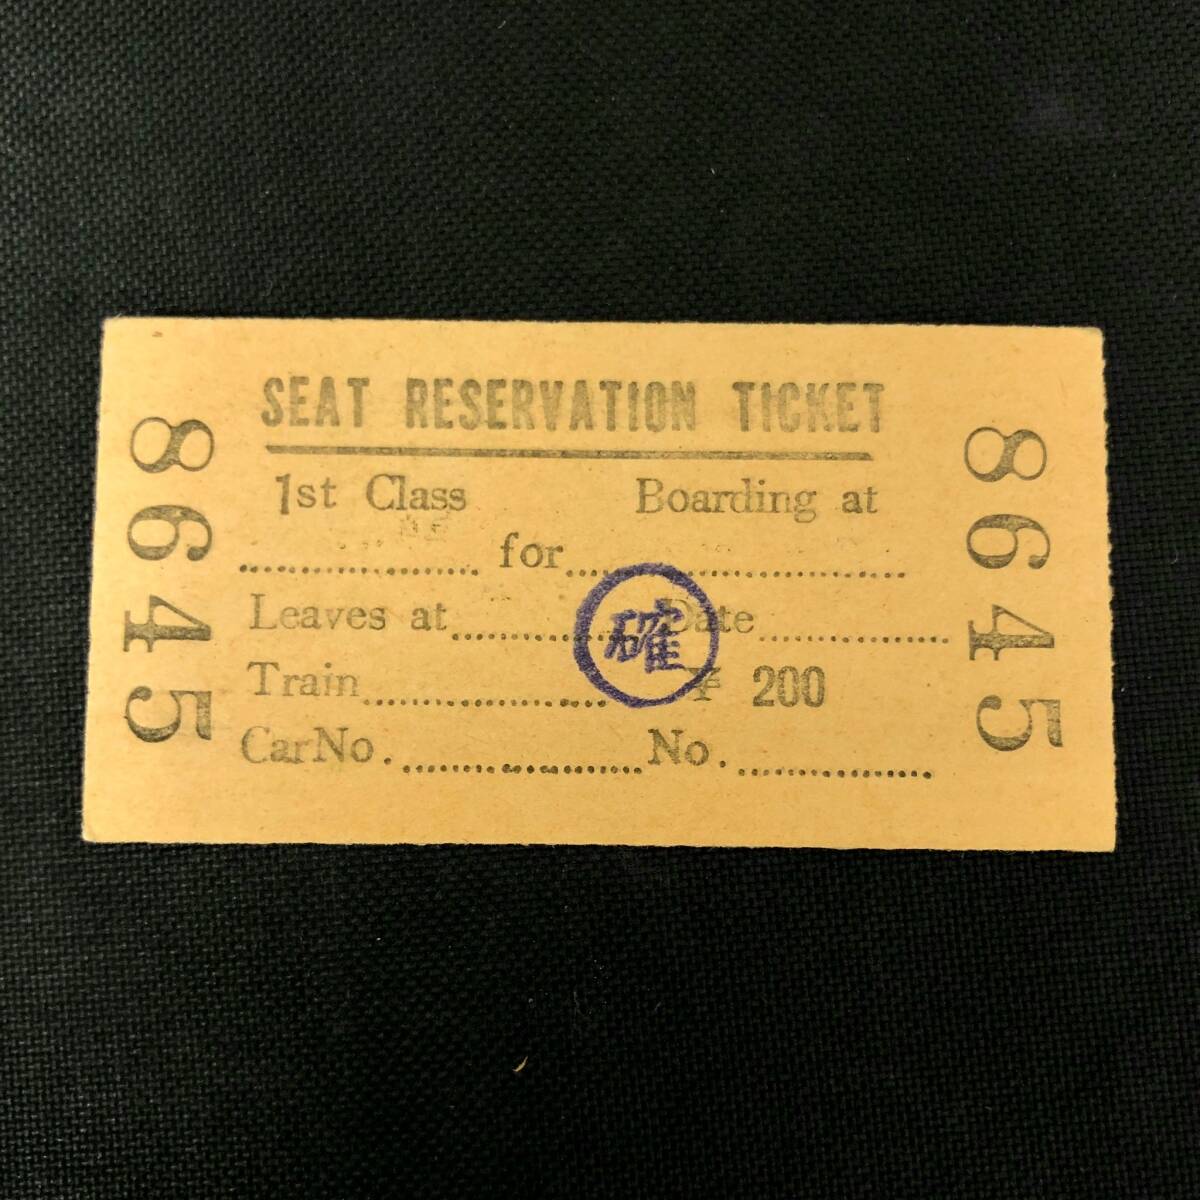 SEAT RESERVATION TICKET
1st Class Boarding at
for
Leaves at Date
Train ¥ 200
CarNo. No.
確
8645
8645